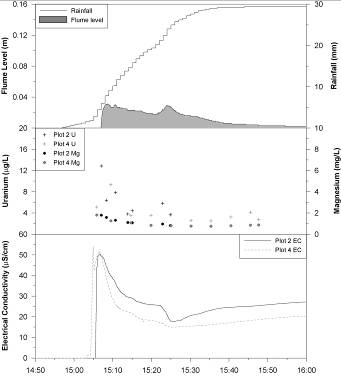 Rainfall
Flume level
0.16
0.12
0.08
0.04
Flume Level (m)
30
20
10
Rainfall (mm)
20
16
12
8
4
Uranium (µg/L)
Plot 2 U
Plot 4 U
Plot 2 Mg
Plot 4 Mg
8
6
4
2
0
Magnesium (mg/L)
60
50
40
30
20
10
0
Electrical Conductivity (µS/cm)
Plot 2 EC
Plot 4 EC
14:50
15:00
15:10
15:20
15:30
15:40
15:50
16:00